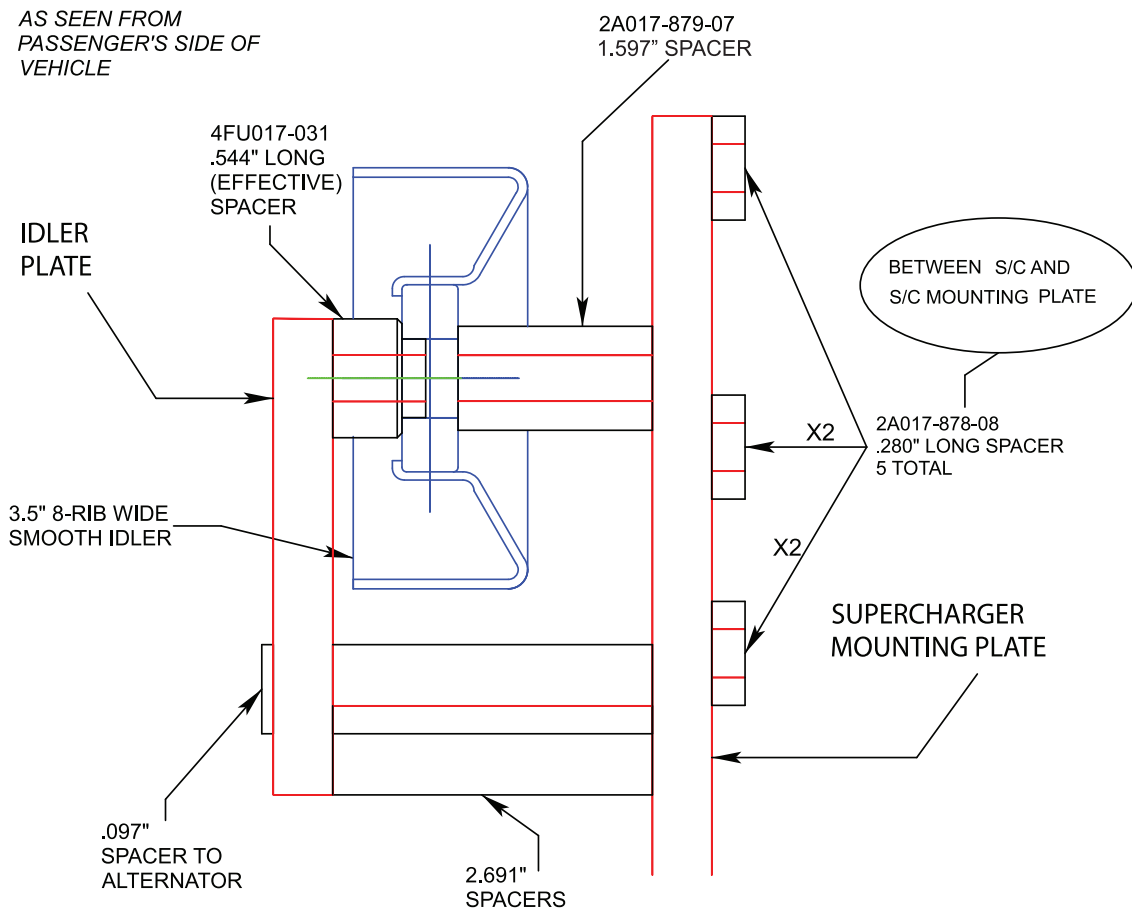 AS SEEN FROM
PASSENGER'S SIDE OF
VEHICLE
2A017-879-07
1.597” SPACER
4FU017-031
.544" LONG
(EFFECTIVE)
SPACER
IDLER
PLATE
BETWEEN S/C AND
S/C MOUNTING PLATE
2A017-878-08
.280" LONG SPACER
5 TOTAL
X2
X2
3.5" 8-RIB WIDE
SMOOTH IDLER
SUPERCHARGER
MOUNTING PLATE
.097"
SPACER TO
ALTERNATOR
2.691"
SPACERS